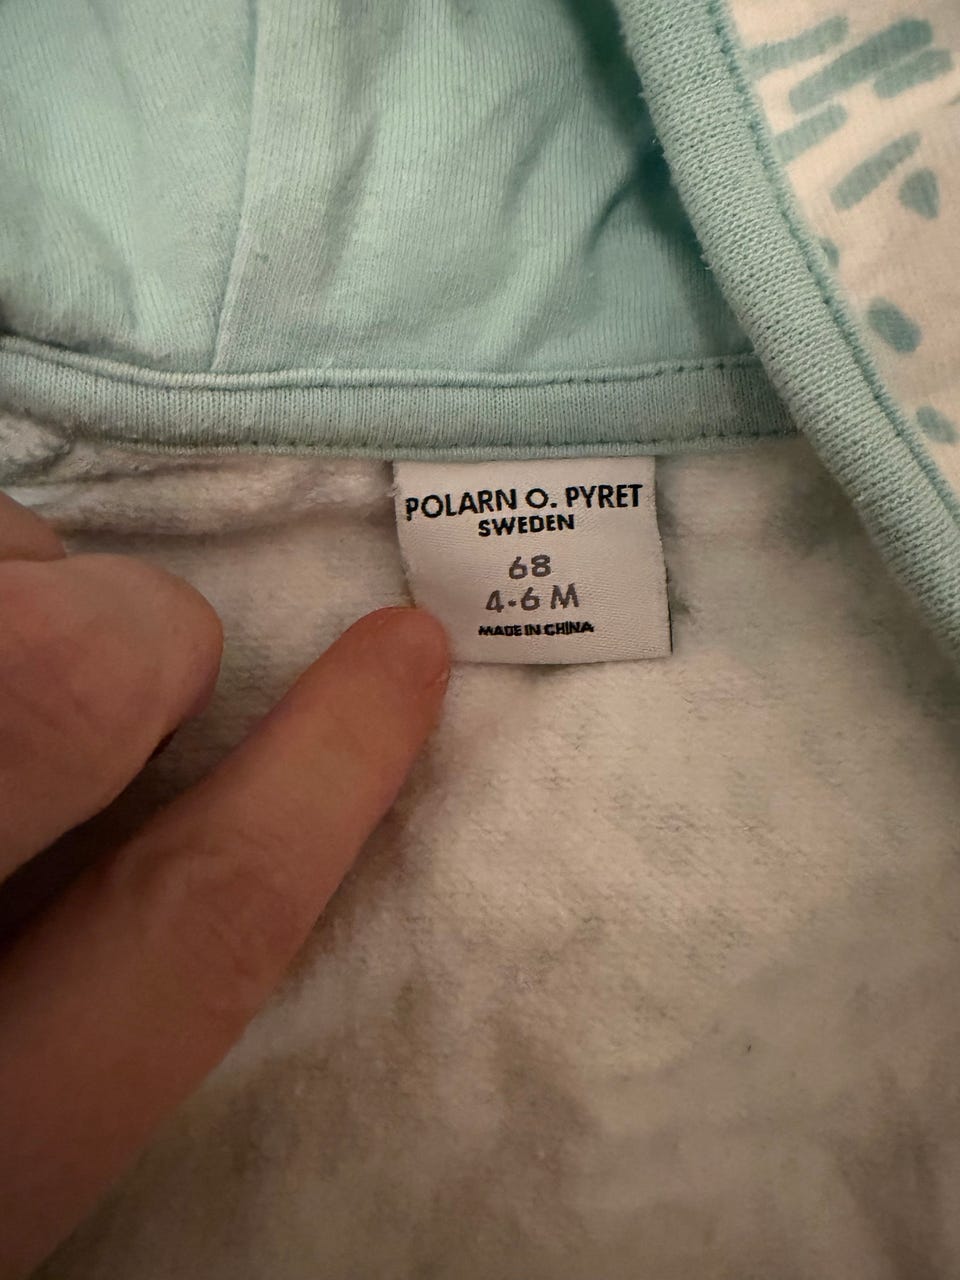 POLARN O. PYRET
SWEDEN
68
4-6 M
MADE IN CHINA